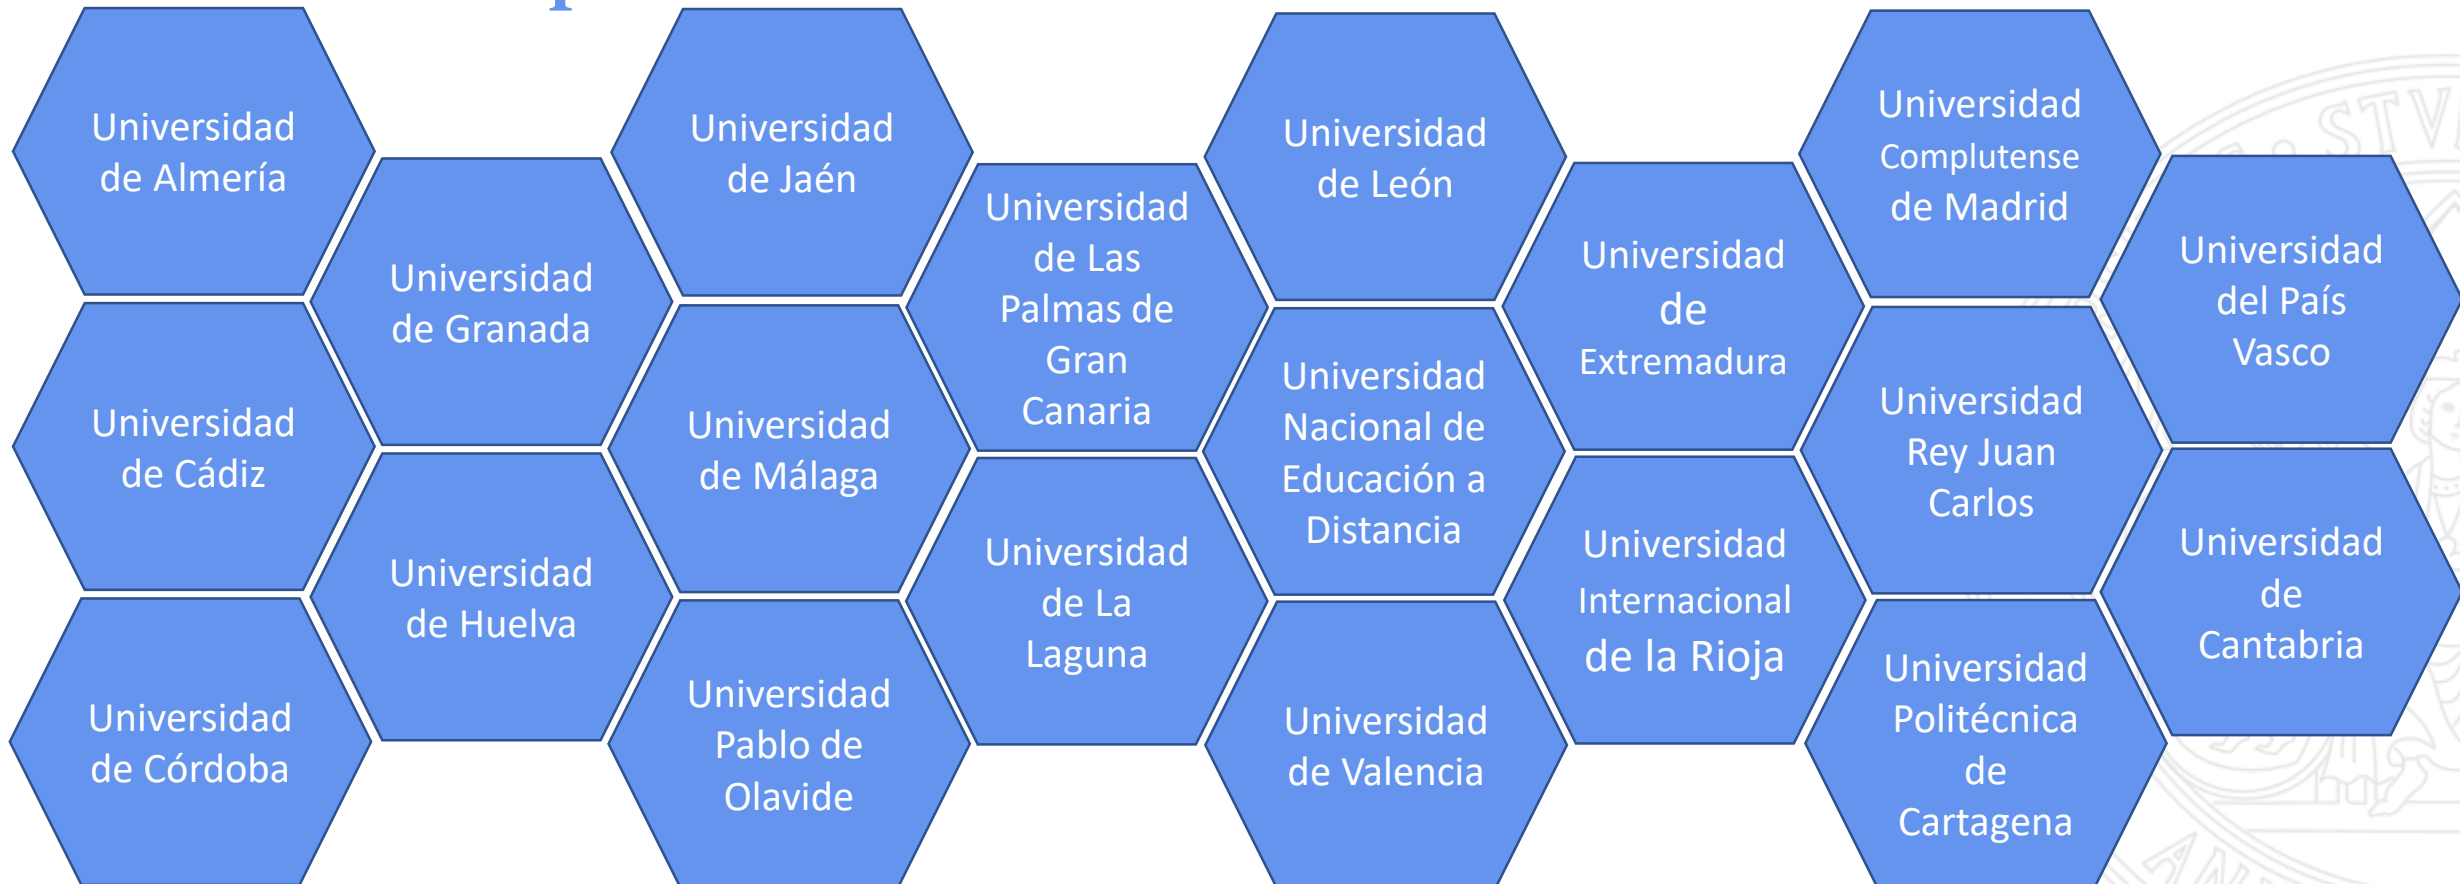 Universidad
de Almería
Universidad
de Cádiz
Universidad
de Córdoba
Universidad
de Granada
Universidad
de Huelva
Universidad
de Jaén
Universidad
de Málaga
Universidad
Pablo de
Olavide
Universidad
de Las
Palmas de
Gran
Canaria
Universidad
de La
Laguna
Universidad
de León
Universidad
Nacional de
Educación a
Distancia
Universidad
de Valencia
Universidad
de
Extremadura
Universidad
Internacional
de la Rioja
Universidad
Complutense
de Madrid
Universidad
Rey Juan
Carlos
Universidad
Politécnica
de
Cartagena
Universidad
del País
Vasco
Universidad
de
Cantabria